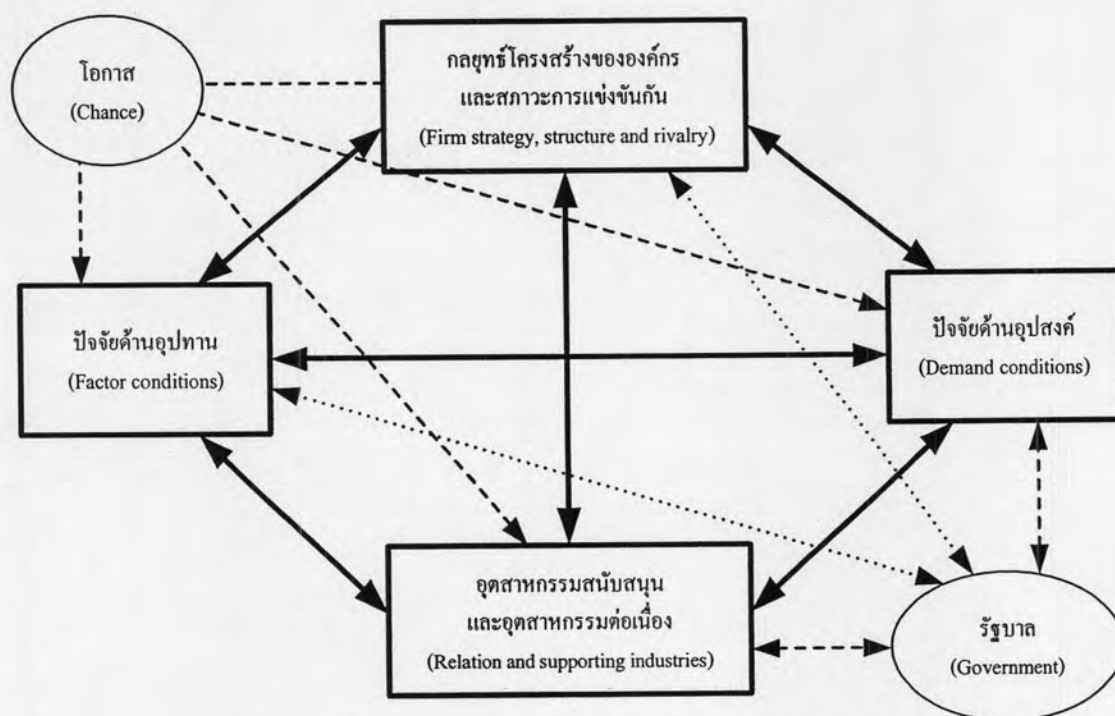 โอกาส
(Chance)
กลยุทธ์โครงสร้างขององค์กร
และสภาวะการแข่งขันกัน
(Firm strategy, structure and rivalry)
ปัจจัยด้านอุปทาน
(Factor conditions)
ปัจจัยด้านอุปสงค์
(Demand conditions)
อุตสาหกรรมสนับสนุน
และอุตสาหกรรมต่อเนื่อง
(Relation and supporting industries)
รัฐบาล
(Government)